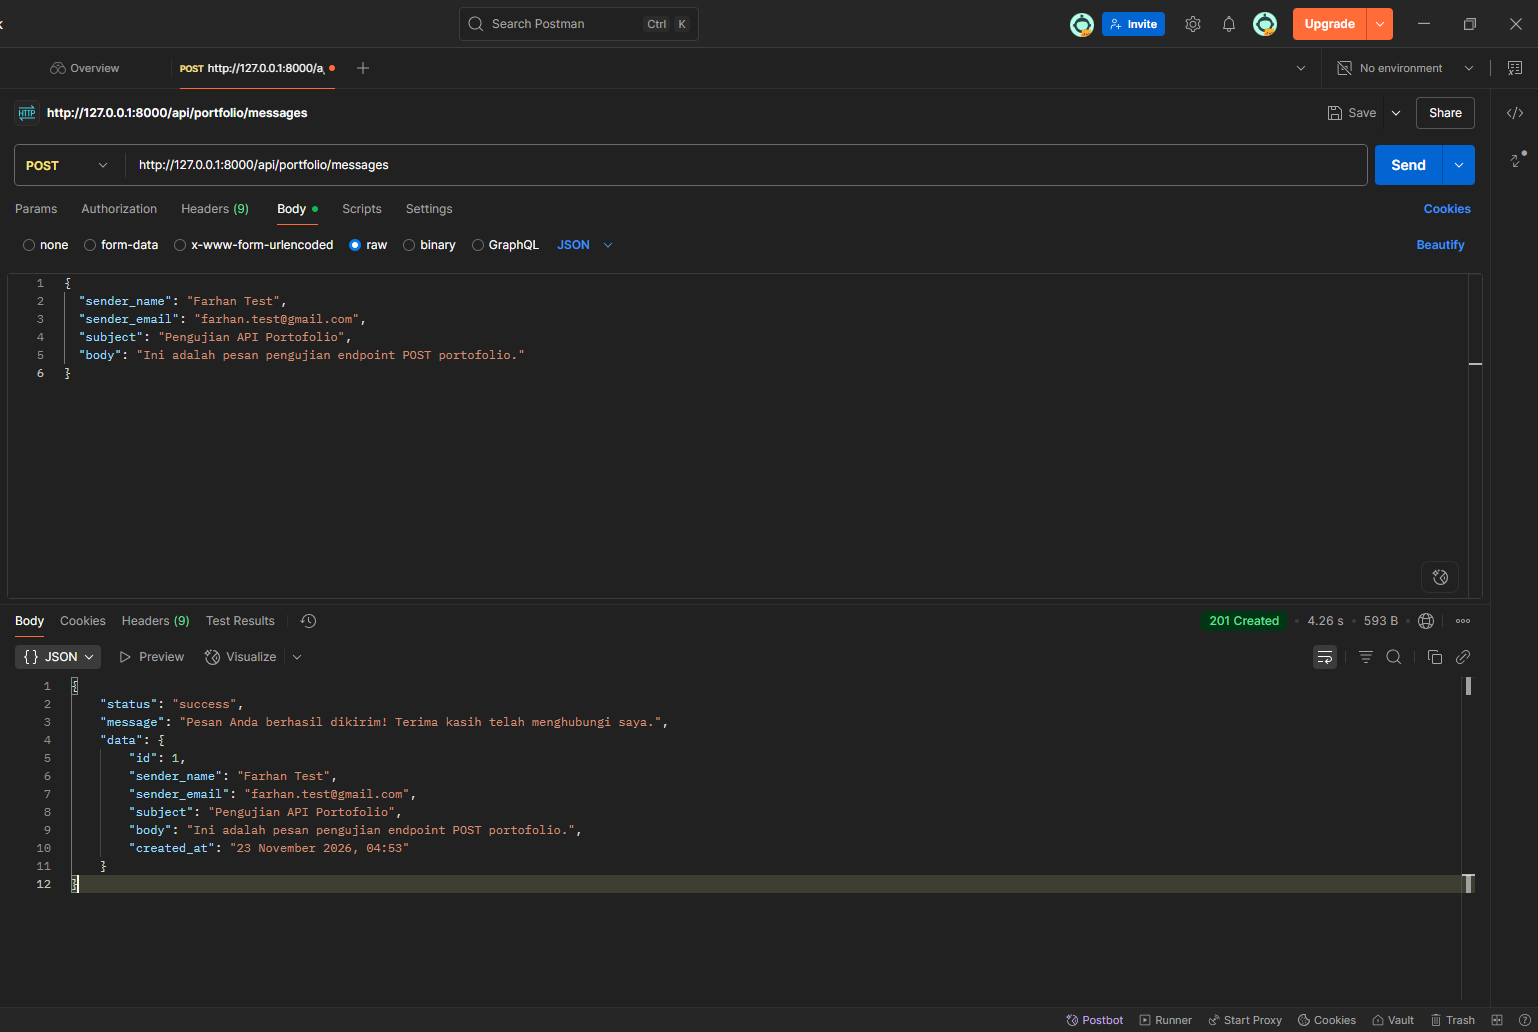 Search Postman Ctrl K
Invite
Upgrade
Overview
POST http://127.0.0.1:8000/a
No environment
HTTP http://127.0.0.1:8000/api/portfolio/messages
Save
Share
POST http://127.0.0.1:8000/api/portfolio/messages
Send
Params Authorization Headers (9) Body Scripts Settings Cookies
none form-data x-www-form-urlencoded raw binary GraphQL JSON Beautify
1 {
2 "sender_name": "Farhan Test",
3 "sender_email": "farhan.test@gmail.com",
4 "subject": "Pengujian API Portofolio",
5 "body": "Ini adalah pesan pengujian endpoint POST portofolio."
6 }
Body Cookies Headers (9) Test Results 201 Created 4.26 s 593 B
{} JSON Preview Visualize
1 {
2 "status": "success",
3 "message": "Pesan Anda berhasil dikirim! Terima kasih telah menghubungi saya.",
4 "data": {
5 "id": 1,
6 "sender_name": "Farhan Test",
7 "sender_email": "farhan.test@gmail.com",
8 "subject": "Pengujian API Portofolio",
9 "body": "Ini adalah pesan pengujian endpoint POST portofolio.",
10 "created_at": "23 November 2026, 04:53"
11 }
12 }
Postbot Runner Start Proxy Cookies Vault Trash